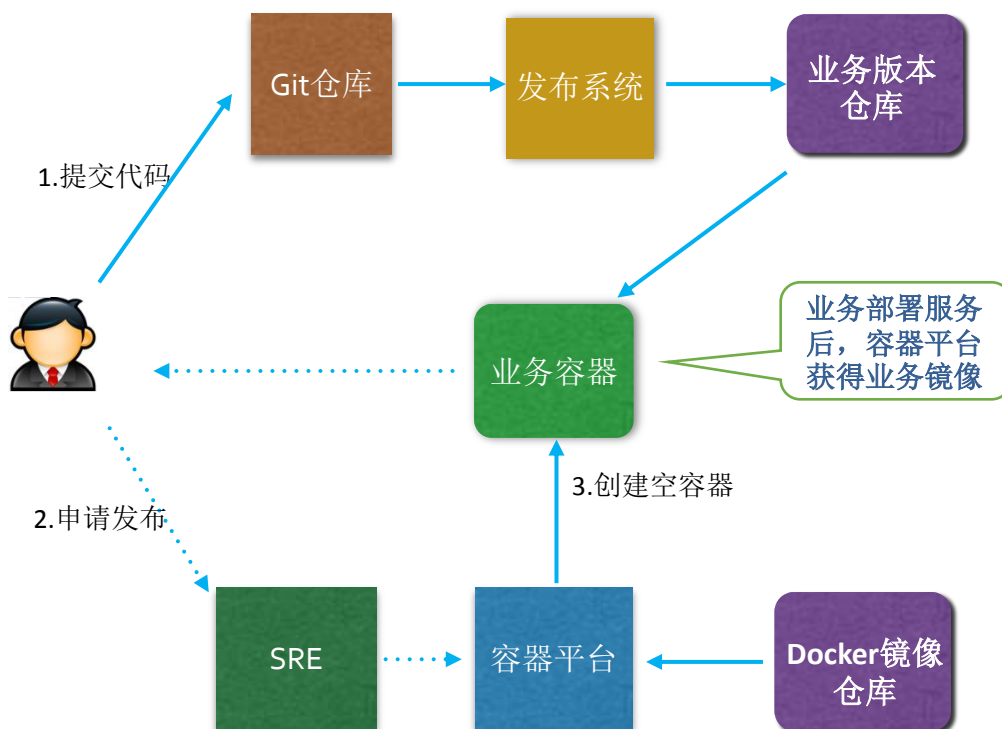 Git仓库
发布系统
业务版本
仓库
1.提交代码
业务容器
业务部署服务
后，容器平台
获得业务镜像
3.创建空容器
2.申请发布
SRE
容器平台
Docker镜像
仓库